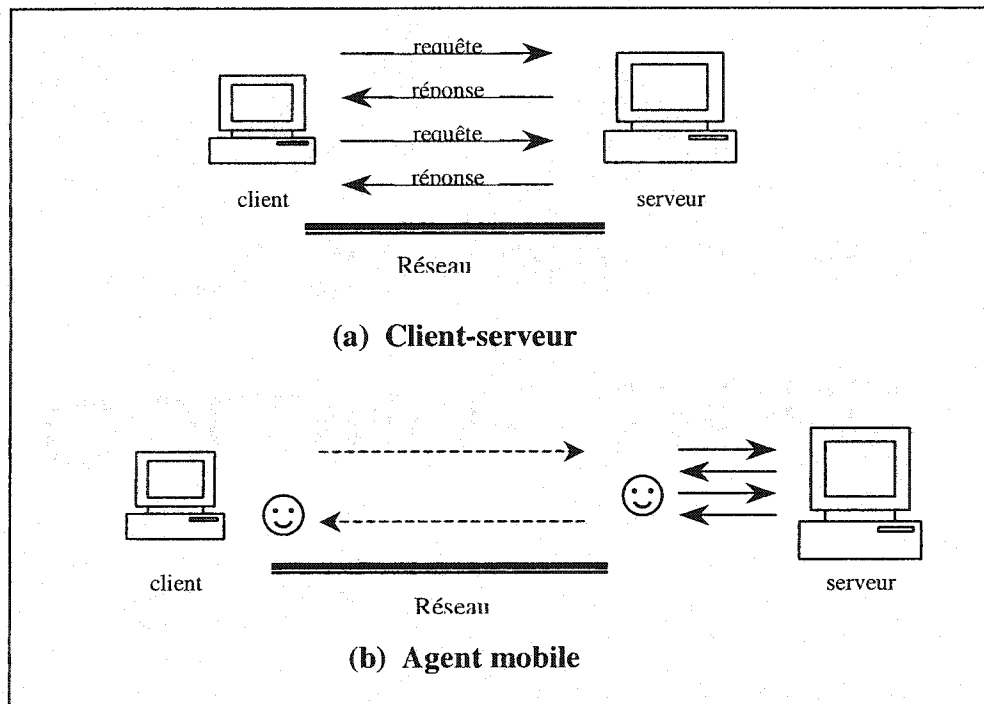 requête
réponse
requête
réponse
client
serveur
Réseau
(a) Client-serveur
client
serveur
Réseau
(b) Agent mobile